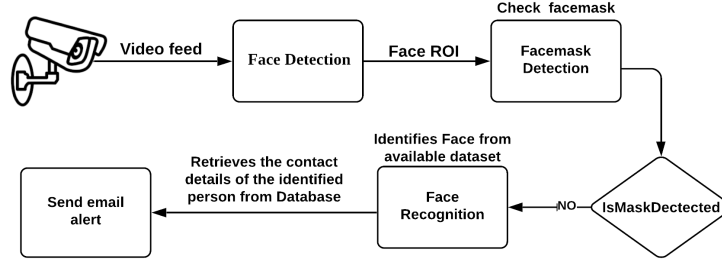 Check facemask
Video feed
Face Detection
Face ROI
Facemask
Detection
Identifies Face from
available dataset
Retrieves the contact
details of the identified
person from Database
Send email
alert
Face
Recognition
NO
IsMaskDectected